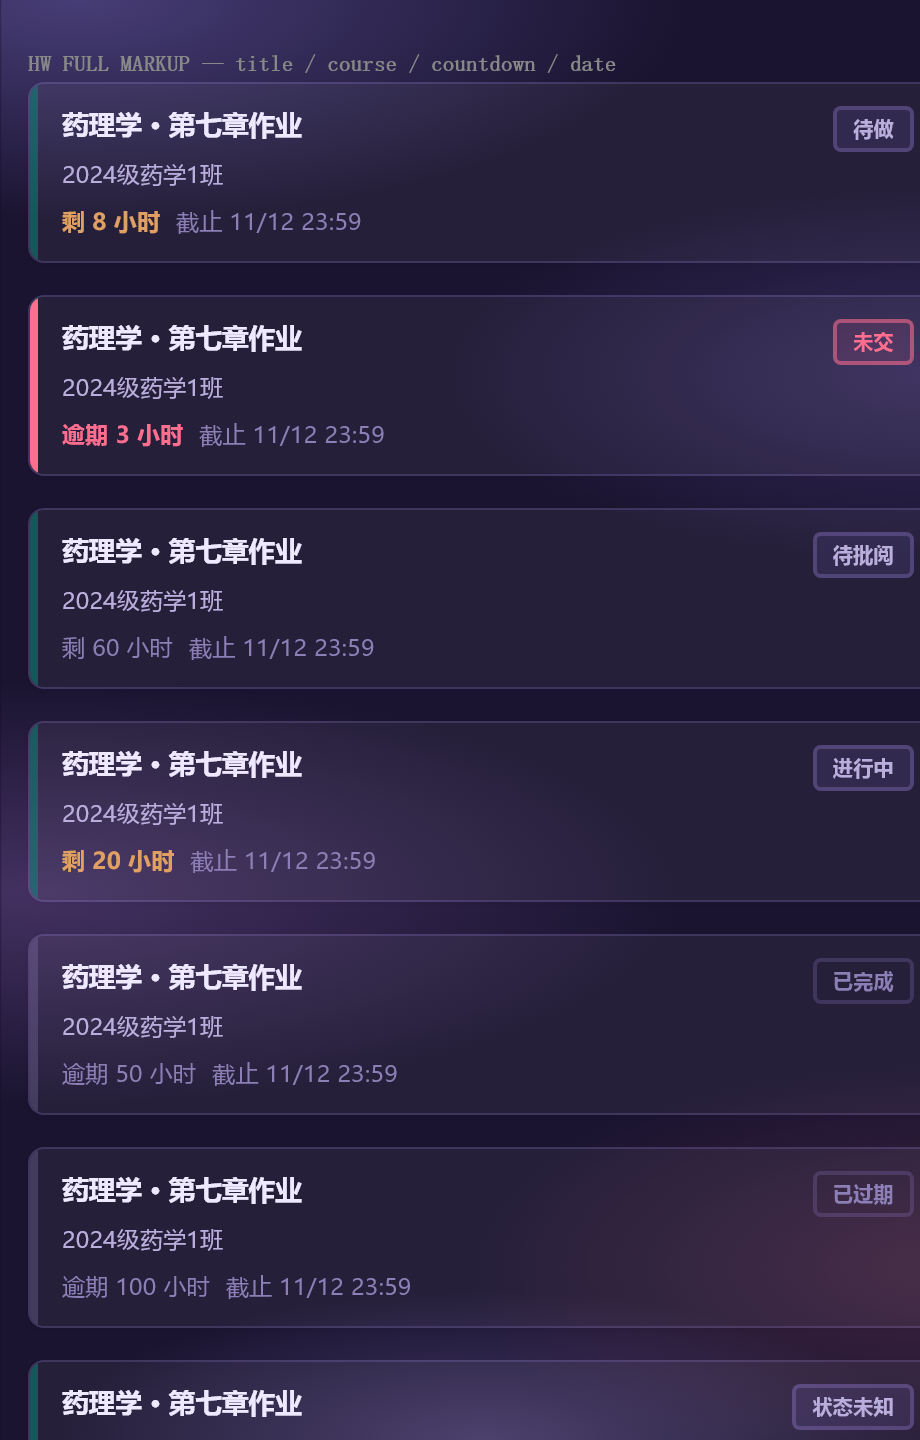 HW FULL MARKUP — title / course / countdown / date
药理学 • 第七章作业
待做
2024级药学1班
剩 8 小时 截止 11/12 23:59
药理学 • 第七章作业
未交
2024级药学1班
逾期 3 小时 截止 11/12 23:59
药理学 • 第七章作业
待批阅
2024级药学1班
剩 60 小时 截止 11/12 23:59
药理学 • 第七章作业
进行中
2024级药学1班
剩 20 小时 截止 11/12 23:59
药理学 • 第七章作业
已完成
2024级药学1班
逾期 50 小时 截止 11/12 23:59
药理学 • 第七章作业
已过期
2024级药学1班
逾期 100 小时 截止 11/12 23:59
药理学 • 第七章作业
状态未知